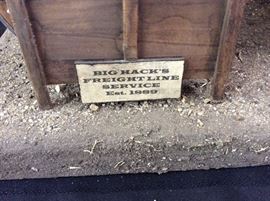 BIG HACK'S
FREIGHT LINE
SERVICE
Est. 1889